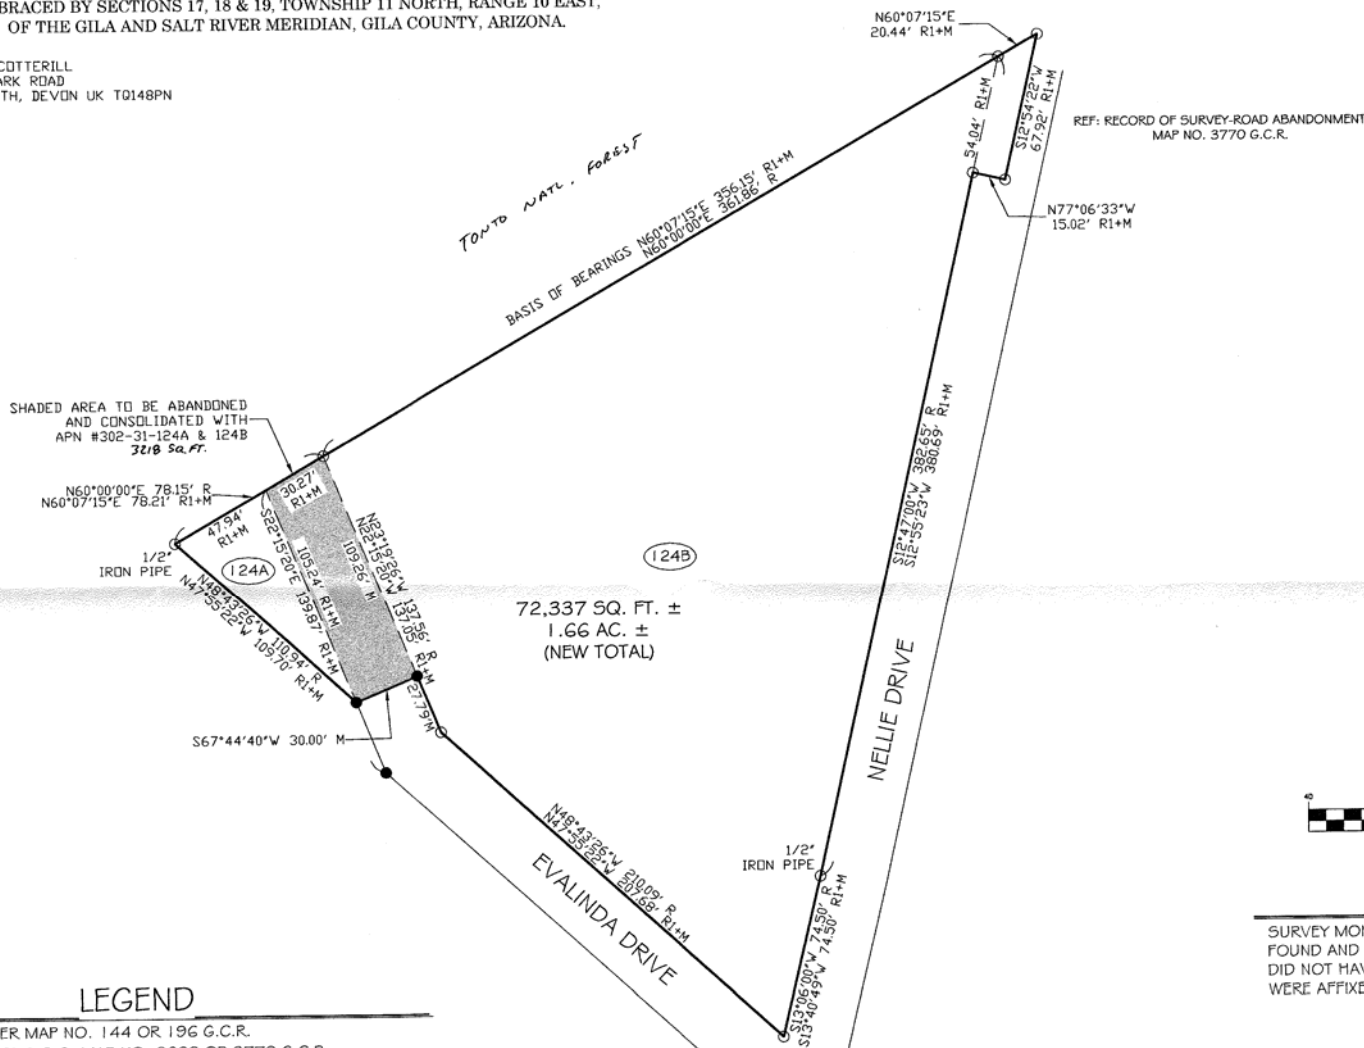 BRACED BY SECTIONS 17, 18 & 19, TOWNSHIP 11 NORTH, RANGE 10 EAST,
OF THE GILA AND SALT RIVER MERIDIAN, GILA COUNTY, ARIZONA.
COTTERILL
ARK ROAD
TH, DEVON UK TQ148PN
N60°07'15"E
20.44' R1+M
54.04' R1+M
S12°54'22"W
67.92' R1+M
REF: RECORD OF SURVEY-ROAD ABANDONMENT
MAP NO. 3770 G.C.R.
N77°06'33"W
15.02' R1+M
TONTO NATL. FOREST
BASIS OF BEARINGS N60°07'15"E 356.15' R1+M
N60°00'00"E 361.86' R
SHADED AREA TO BE ABANDONED
AND CONSOLIDATED WITH
APN #302-31-124A & 124B
3218 SQ. FT.
N60°00'00"E 78.15' R
N60°07'15"E 78.21' R1+M
30.27'
R1+M
47.94'
R1+M
1/2"
IRON PIPE
124A
S22°15'20"E 139.87' R1+M
105.24' R1+M
109.26' M
N23°19'26"W 137.56' R
N22°15'20"W 137.05' R1+M
N48°43'26"W 110.94' R
N47°55'22"W 109.70' R1+M
124B
72,337 SQ. FT. ±
1.66 AC. ±
(NEW TOTAL)
S12°47'00"W 382.65' R
S12°55'23"W 380.69' R1+M
27.79'M
S67°44'40"W 30.00' M
NELLIE DRIVE
N48°43'26"W 210.09' R
N47°55'22"W 207.68' R1+M
EVALINDA DRIVE
1/2"
IRON PIPE
S13°06'00"W 74.50' R
S13°40'49"W 74.50' R1+M
40
SURVEY MON
FOUND AND
DID NOT HAV
WERE AFFIXE
LEGEND
ER MAP NO. 144 OR 196 G.C.R.